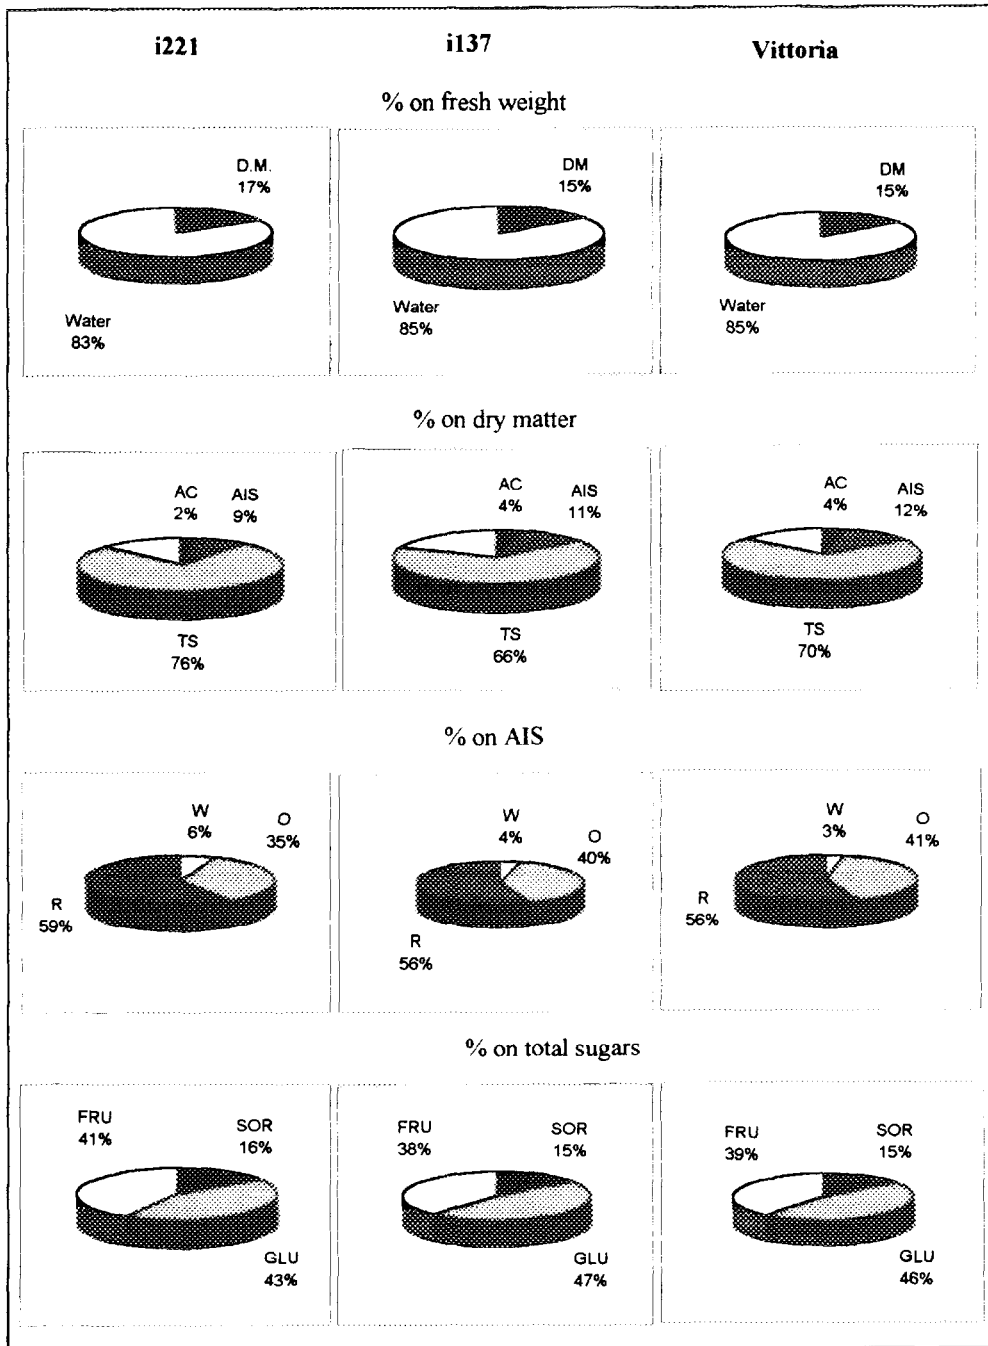 i221
i137
Vittoria
% on fresh weight
D.M.
17%
Water
83%
DM
15%
Water
85%
DM
15%
Water
85%
% on dry matter
AC
2%
AIS
9%
TS
76%
AC
4%
AIS
11%
TS
66%
AC
4%
AIS
12%
TS
70%
% on AIS
W
6%
O
35%
R
59%
W
4%
O
40%
R
56%
W
3%
O
41%
R
56%
% on total sugars
FRU
41%
SOR
16%
GLU
43%
FRU
38%
SOR
15%
GLU
47%
FRU
39%
SOR
15%
GLU
46%